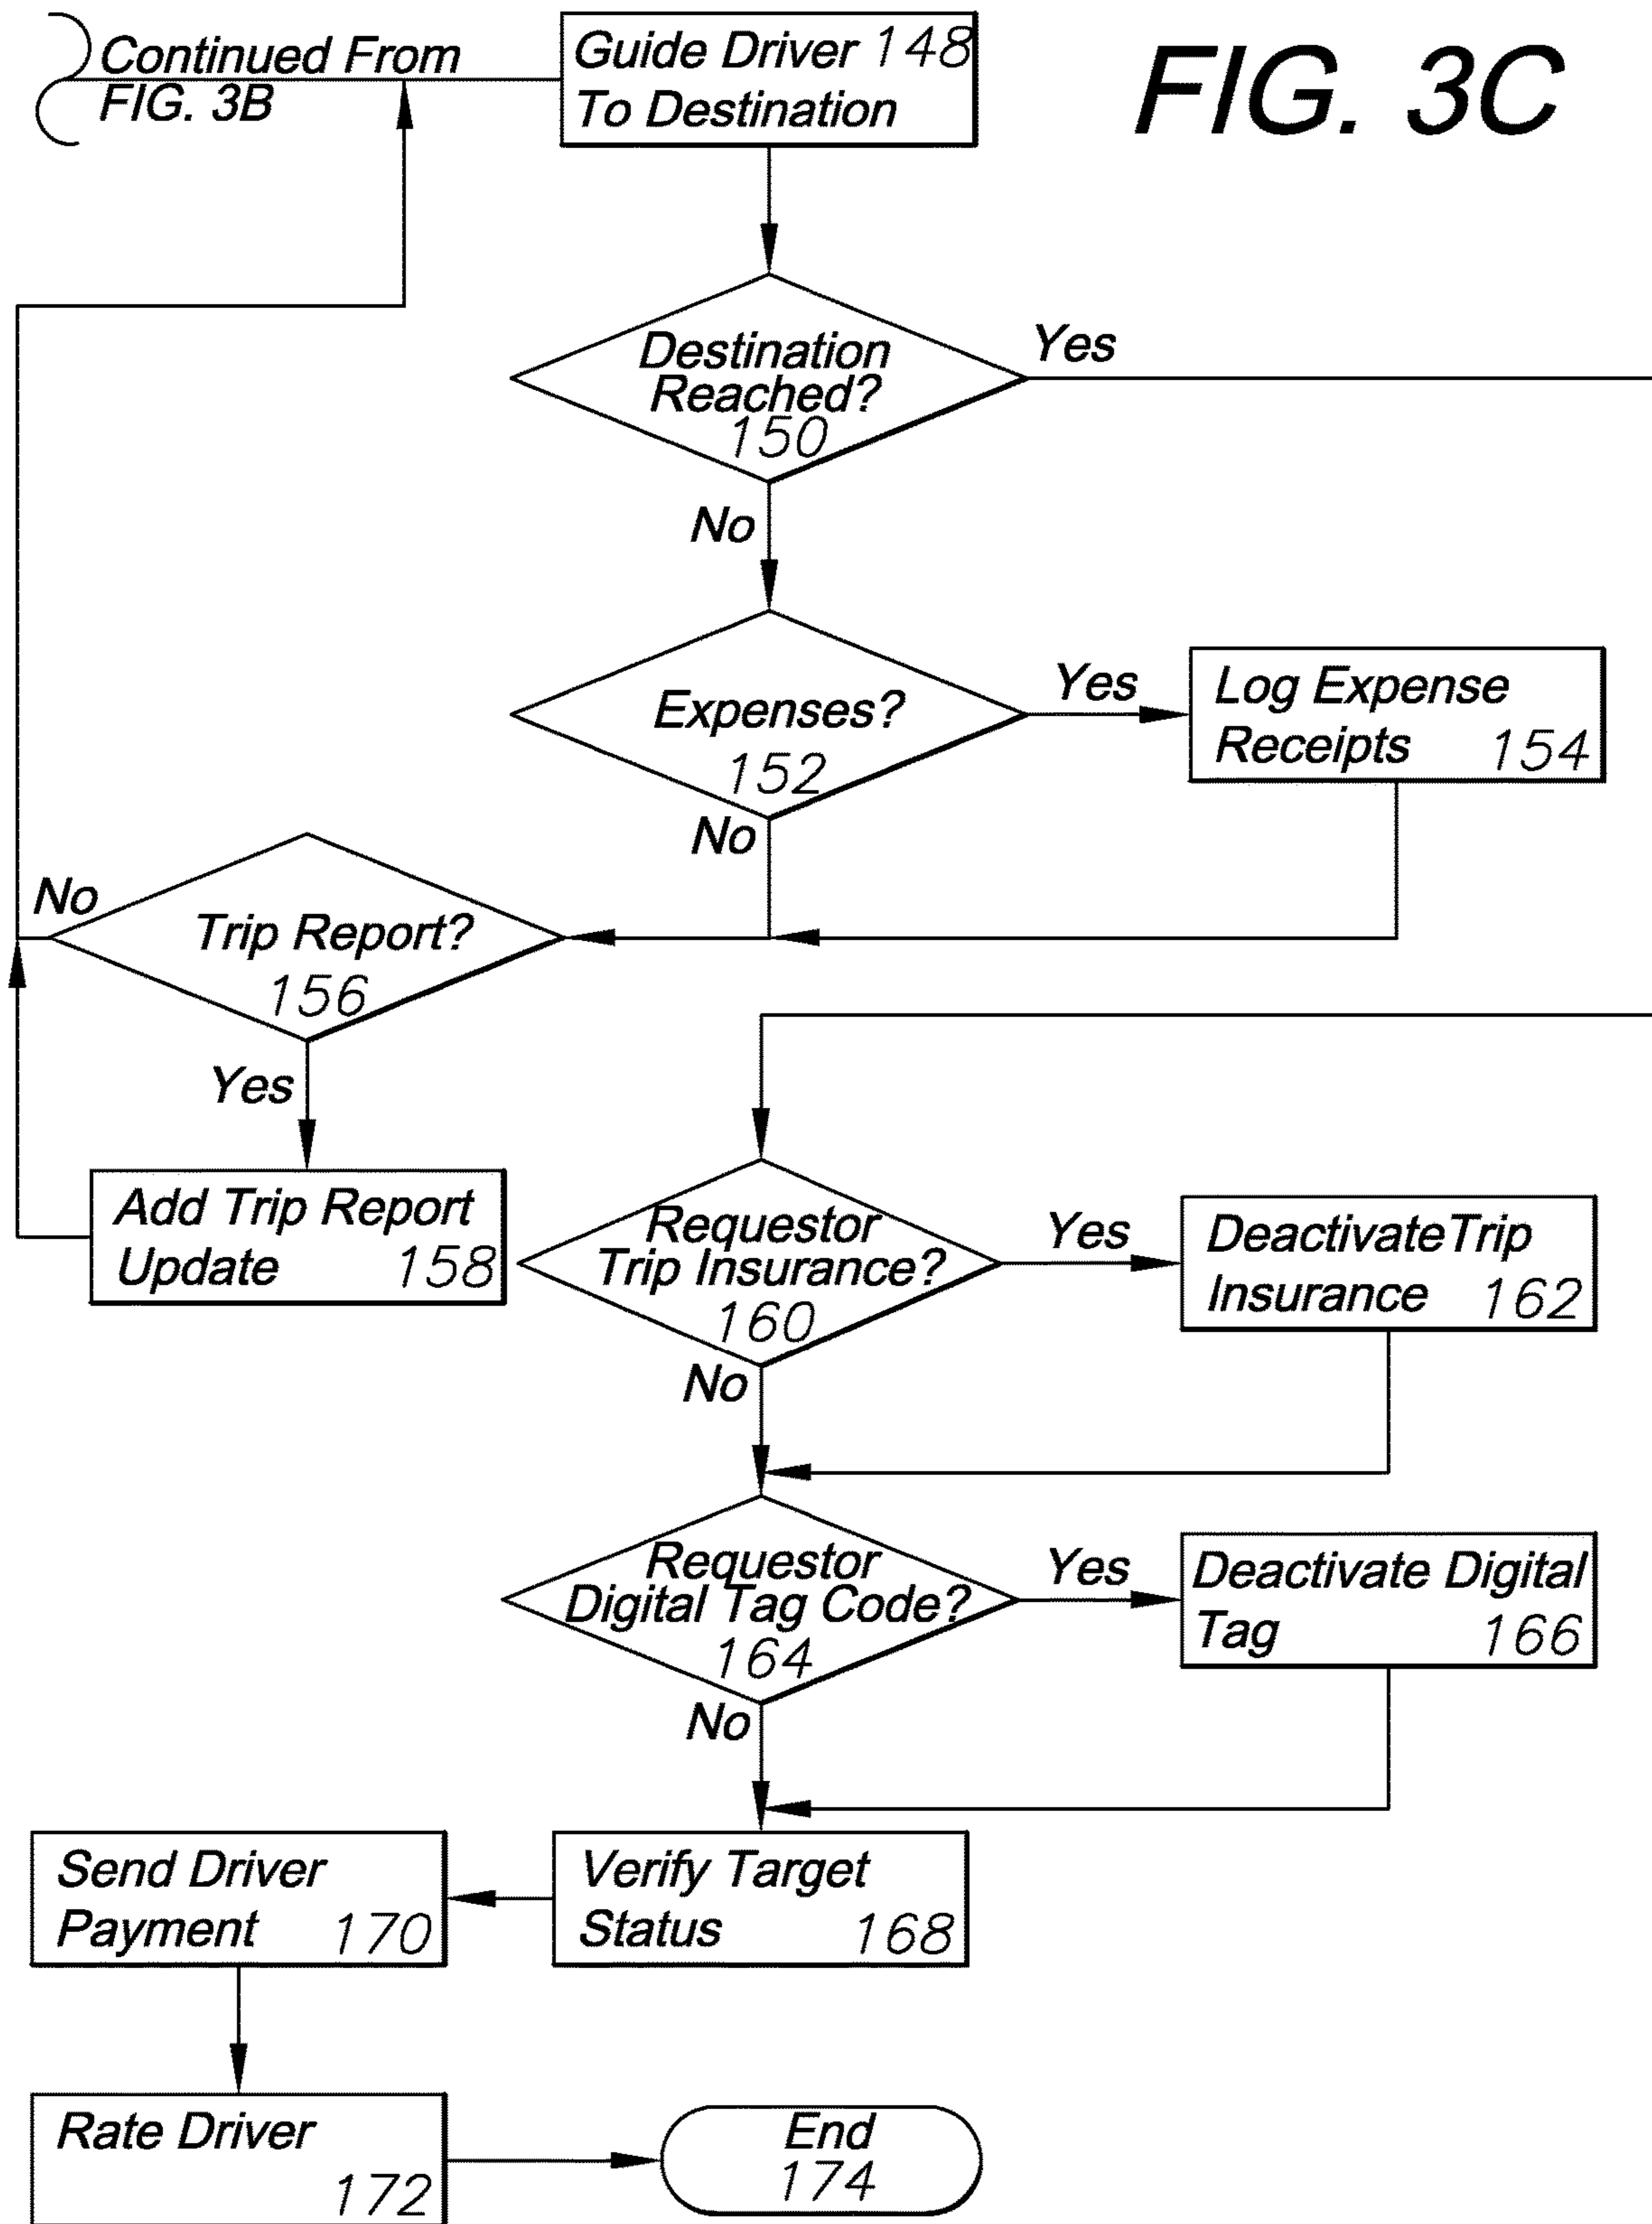 Continued From
FIG. 3B
Guide Driver 148
To Destination
FIG. 3C
Destination
Reached?
150
Yes
No
Expenses?
152
Yes
Log Expense
Receipts 154
No
Trip Report?
156
No
Yes
Add Trip Report
Update 158
Requestor
Trip Insurance?
160
Yes
DeactivateTrip
Insurance 162
No
Requestor
Digital Tag Code?
164
Yes
Deactivate Digital
Tag 166
No
Verify Target
Status 168
Send Driver
Payment 170
Rate Driver
172
End
174